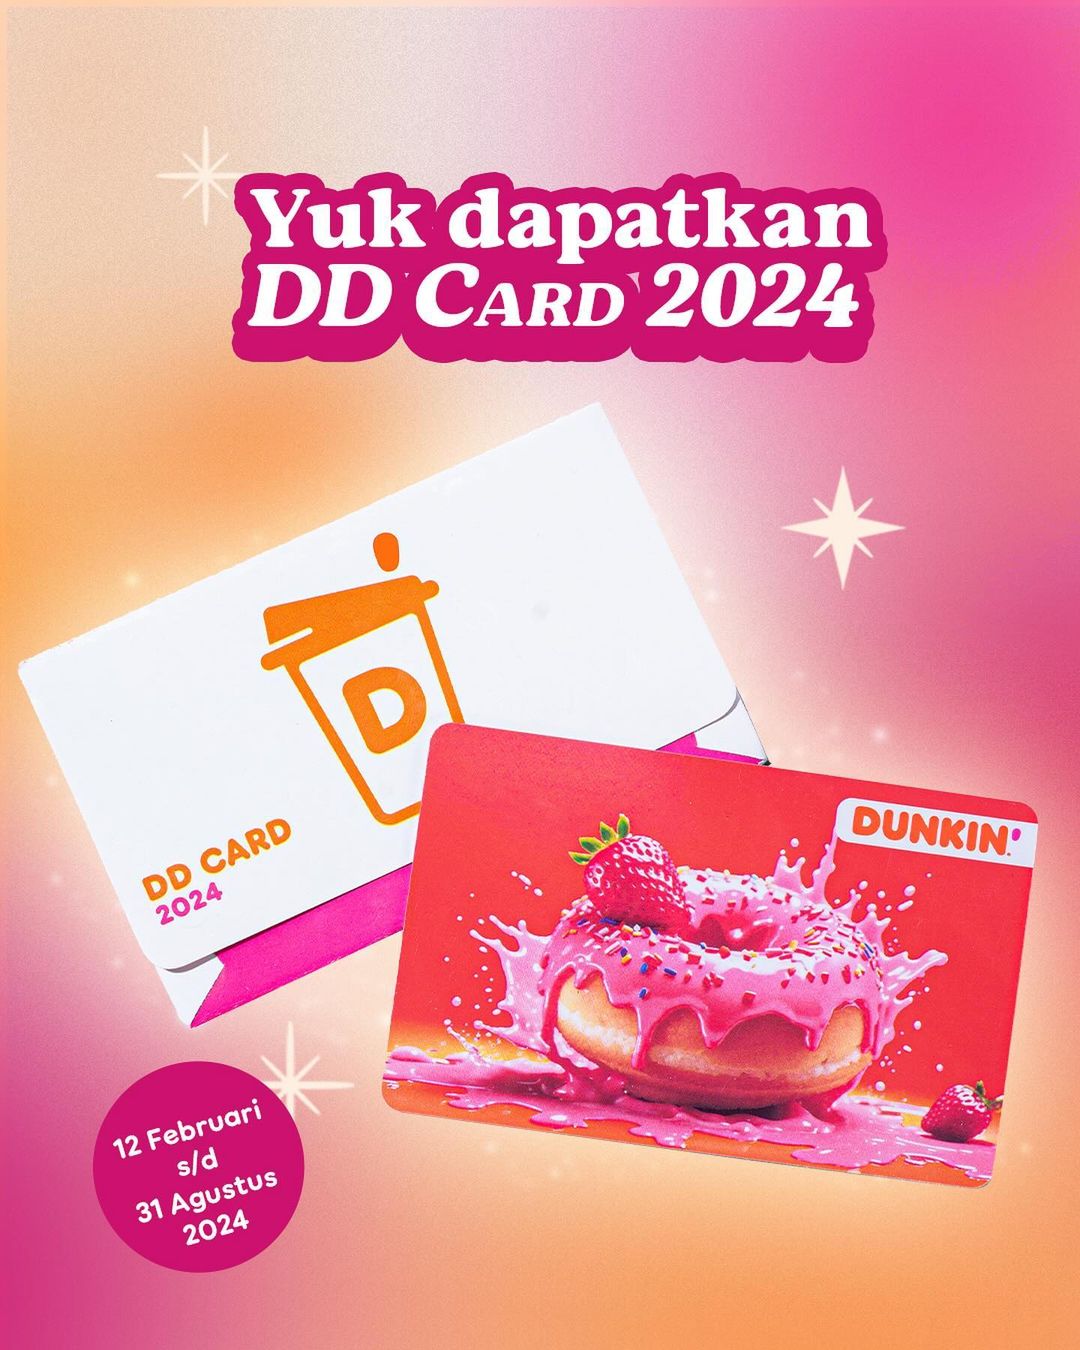 Yuk dapatkan
DD CARD 2024
D
DD CARD
2024
DUNKIN'
12 Februari
s/d
31 Agustus
2024